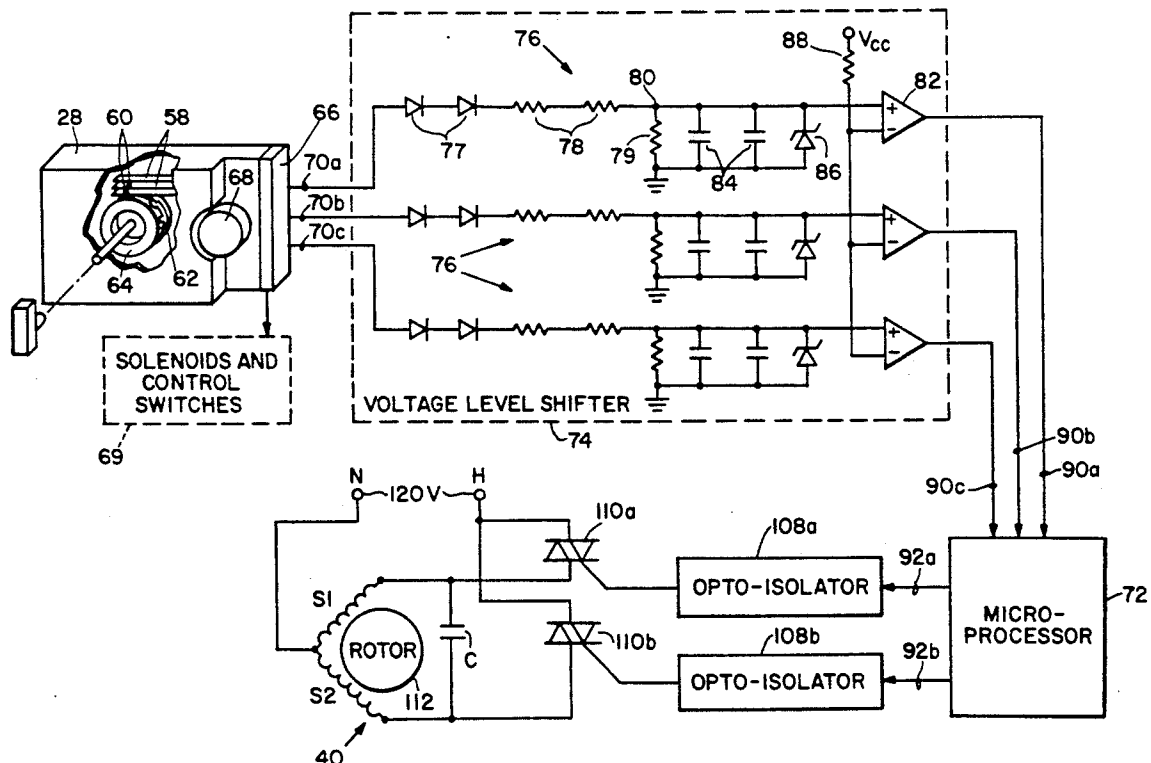 76
88
VCC
80
82
66
60 58
28
70a
77
78
79
84
86
68
70b
70c
76
64
62
SOLENOIDS AND
CONTROL
SWITCHES
69
VOLTAGE LEVEL SHIFTER
74
90b
90a
90c
N
120V
H
110a
108a
OPTO-ISOLATOR
92a
MICRO-
PROCESSOR
72
S1
ROTOR
S2
112
C
110b
108b
OPTO-ISOLATOR
92b
40